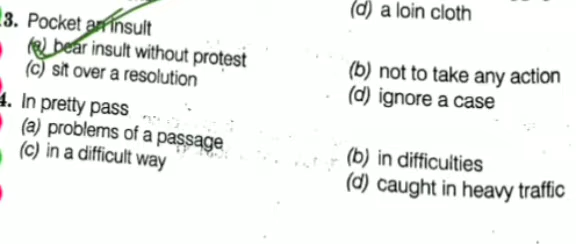 (d) a loin cloth
3. Pocket an insult
(a) bear insult without protest
(b) not to take any action
(c) sit over a resolution
(d) ignore a case
4. In pretty pass
(a) problems of a passage
(b) in difficulties
(c) in a difficult way
(d) caught in heavy traffic